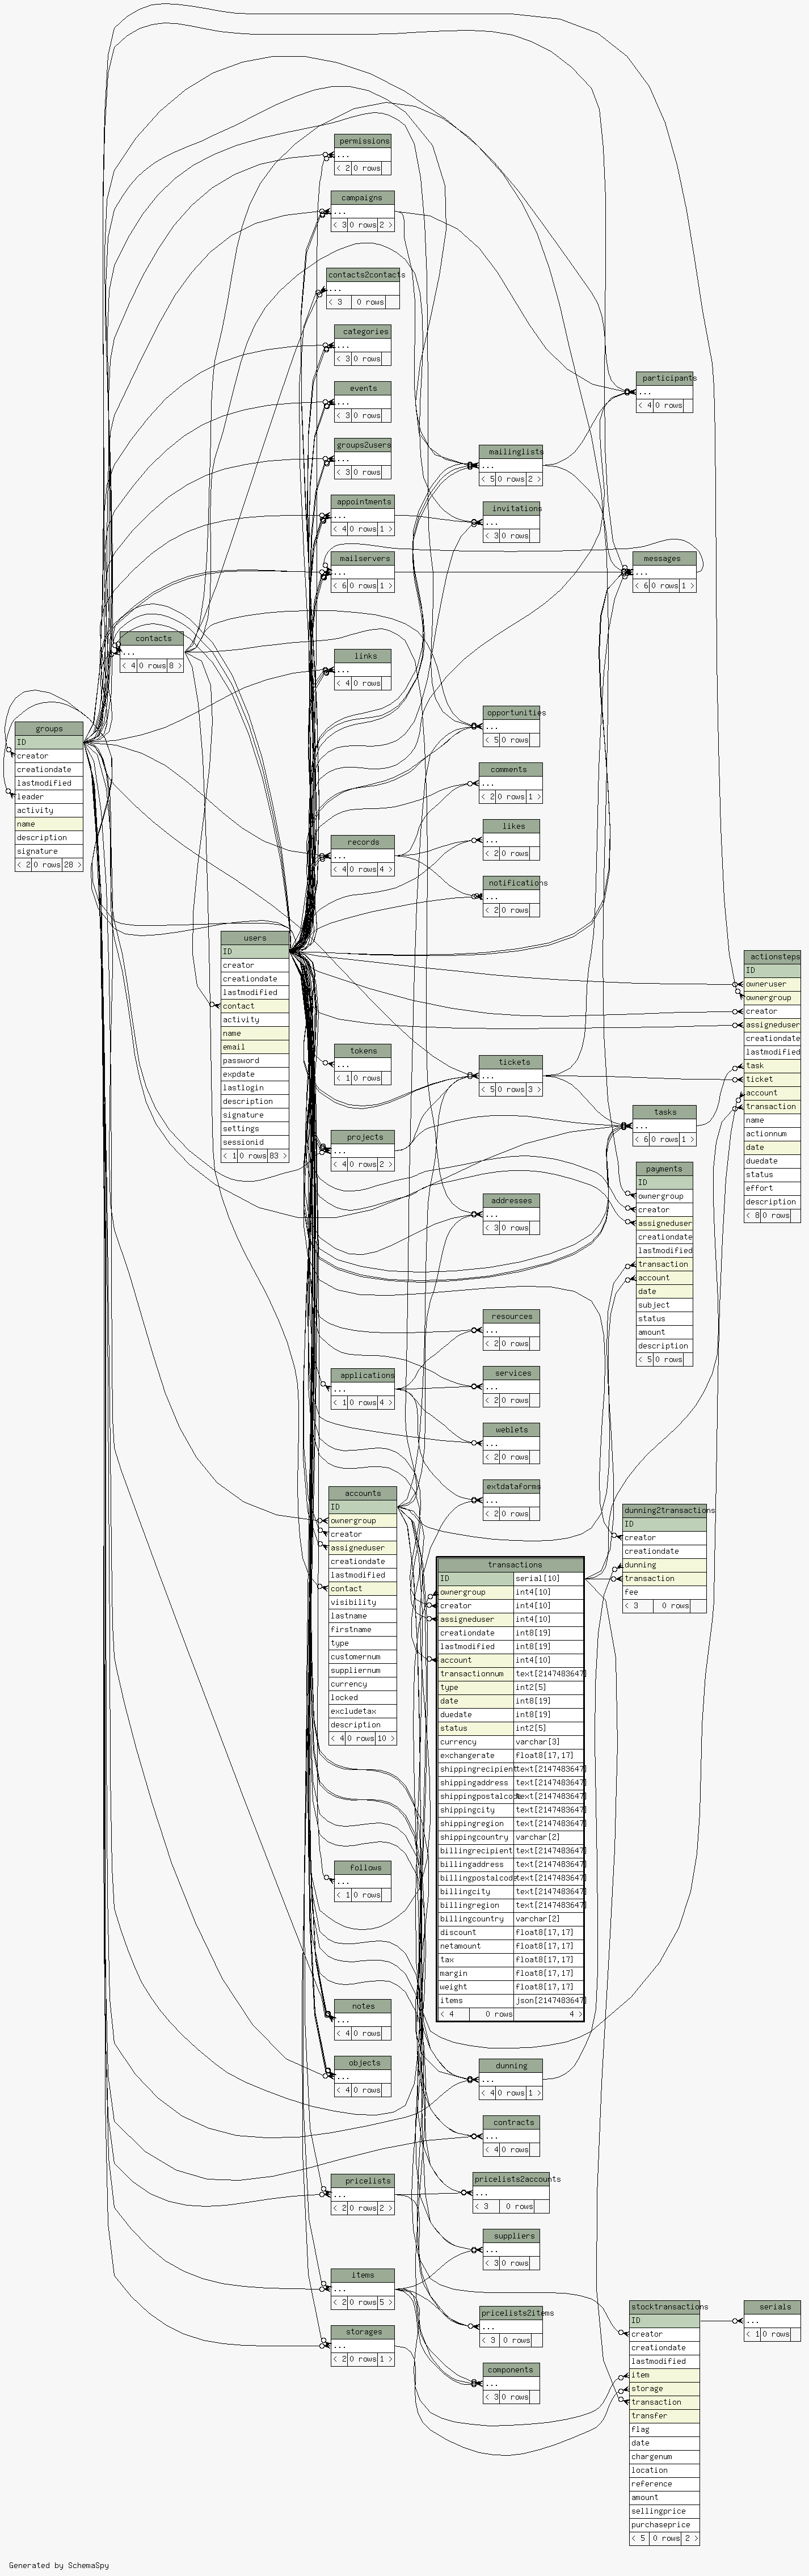 permissions
...
< 2 0 rows
campaigns
...
< 3 0 rows 2 >
contacts2contacts
...
< 3 0 rows
categories
...
< 3 0 rows
participants
...
< 4 0 rows
events
...
< 3 0 rows
groups2users
...
< 3 0 rows
mailinglists
...
< 5 0 rows 2 >
appointments
...
< 4 0 rows 1 >
invitations
...
< 3 0 rows
mailservers
...
< 6 0 rows 1 >
messages
...
< 6 0 rows 1 >
contacts
...
< 4 0 rows 8 >
links
...
< 4 0 rows
groups
ID
creator
creationdate
lastmodified
leader
activity
name
description
signature
< 2 0 rows 28 >
opportunities
...
< 5 0 rows
comments
...
< 2 0 rows 1 >
likes
...
< 2 0 rows
records
...
< 4 0 rows 4 >
notifications
...
< 2 0 rows
users
ID
creator
creationdate
lastmodified
contact
activity
name
email
password
expdate
lastlogin
description
signature
settings
sessionid
< 1 0 rows 83 >
actionsteps
ID
owneruser
ownergroup
creator
assigneduser
creationdate
lastmodified
task
ticket
account
transaction
name
actionnum
date
duedate
status
effort
description
< 8 0 rows
tokens
...
< 1 0 rows
tickets
...
< 5 0 rows 3 >
tasks
...
< 6 0 rows 1 >
projects
...
< 4 0 rows 2 >
payments
ID
ownergroup
creator
assigneduser
creationdate
lastmodified
transaction
account
date
subject
status
amount
description
< 5 0 rows
addresses
...
< 3 0 rows
resources
...
< 2 0 rows
services
...
< 2 0 rows
applications
...
< 1 0 rows 4 >
weblets
...
< 2 0 rows
extdataforms
...
< 2 0 rows
accounts
ID
ownergroup
creator
assigneduser
creationdate
lastmodified
contact
visibility
lastname
firstname
type
customernum
suppliernum
currency
locked
excludetax
description
< 4 0 rows 10 >
dunning2transactions
ID
creator
creationdate
dunning
transaction
fee
< 3 0 rows
transactions
ID serial[10]
ownergroup int4[10]
creator int4[10]
assigneduser int4[10]
creationdate int8[19]
lastmodified int8[19]
account int4[10]
transactionnum text[2147483647]
type int2[5]
date int8[19]
duedate int8[19]
status int2[5]
currency varchar[3]
exchangerate float8[17,17]
shippingrecipient text[2147483647]
shippingaddress text[2147483647]
shippingpostalcode text[2147483647]
shippingcity text[2147483647]
shippingregion text[2147483647]
shippingcountry varchar[2]
billingrecipient text[2147483647]
billingaddress text[2147483647]
billingpostalcode text[2147483647]
billingcity text[2147483647]
billingregion text[2147483647]
billingcountry varchar[2]
discount float8[17,17]
netamount float8[17,17]
tax float8[17,17]
margin float8[17,17]
weight float8[17,17]
items json[2147483647]
< 4 0 rows 4 >
follows
...
< 1 0 rows
notes
...
< 4 0 rows
objects
...
< 4 0 rows
dunning
...
< 4 0 rows 1 >
contracts
...
< 4 0 rows
pricelists
...
< 2 0 rows 2 >
pricelists2accounts
...
< 3 0 rows
suppliers
...
< 3 0 rows
items
...
< 2 0 rows 5 >
pricelists2items
...
< 3 0 rows
storages
...
< 2 0 rows 1 >
components
...
< 3 0 rows
stocktransactions
ID
creator
creationdate
lastmodified
item
storage
transaction
transfer
flag
date
chargenum
location
reference
amount
sellingprice
purchaseprice
< 5 0 rows 2 >
serials
...
< 1 0 rows
Generated by SchemaSpy